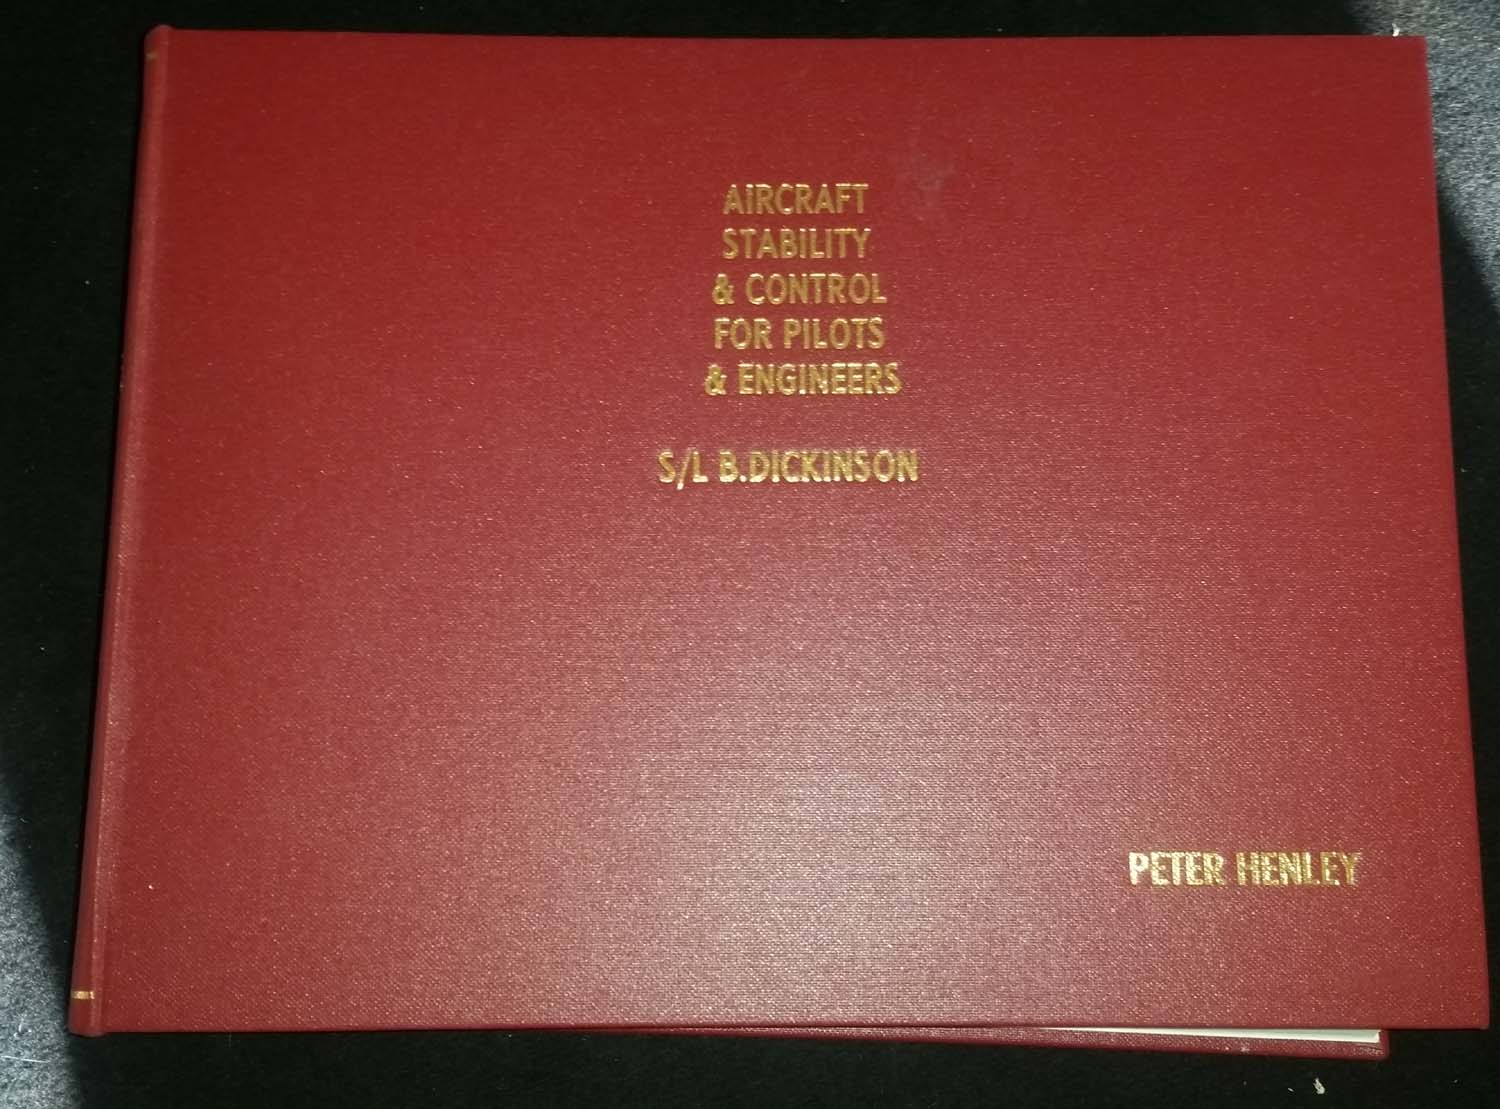 AIRCRAFT
STABILITY
& CONTROL
FOR PILOTS
& ENGINEERS
S/L B.DICKINSON
PETER HENLEY